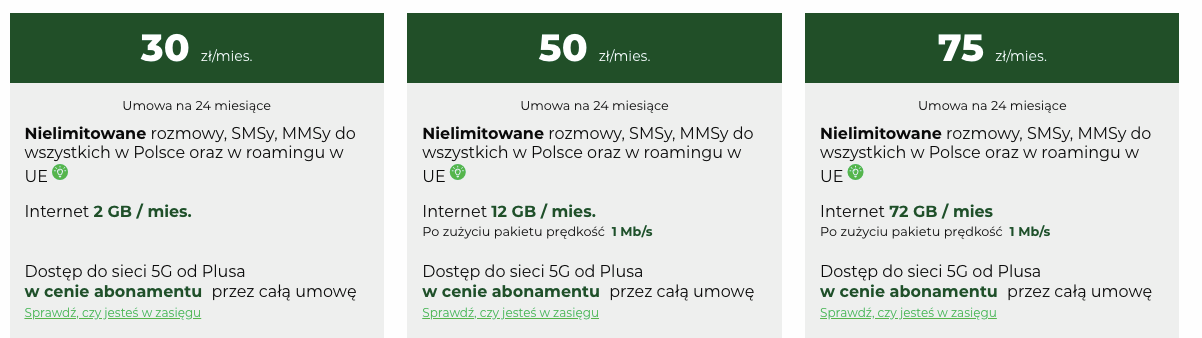 30 zł/mies.
Umowa na 24 miesiące
Nielimitowane rozmowy, SMSy, MMSy do
wszystkich w Polsce oraz w roamingu w
UE
Internet 2 GB / mies.
Dostęp do sieci 5G od Plusa
w cenie abonamentu przez całą umowę
Sprawdź, czy jesteś w zasięgu
50 zł/mies.
Umowa na 24 miesiące
Nielimitowane rozmowy, SMSy, MMSy do
wszystkich w Polsce oraz w roamingu w
UE
Internet 12 GB / mies.
Po zużyciu pakietu prędkość 1 Mb/s
Dostęp do sieci 5G od Plusa
w cenie abonamentu przez całą umowę
Sprawdź, czy jesteś w zasięgu
75 zł/mies.
Umowa na 24 miesiące
Nielimitowane rozmowy, SMSy, MMSy do
wszystkich w Polsce oraz w roamingu w
UE
Internet 72 GB / mies
Po zużyciu pakietu prędkość 1 Mb/s
Dostęp do sieci 5G od Plusa
w cenie abonamentu przez całą umowę
Sprawdź, czy jesteś w zasięgu